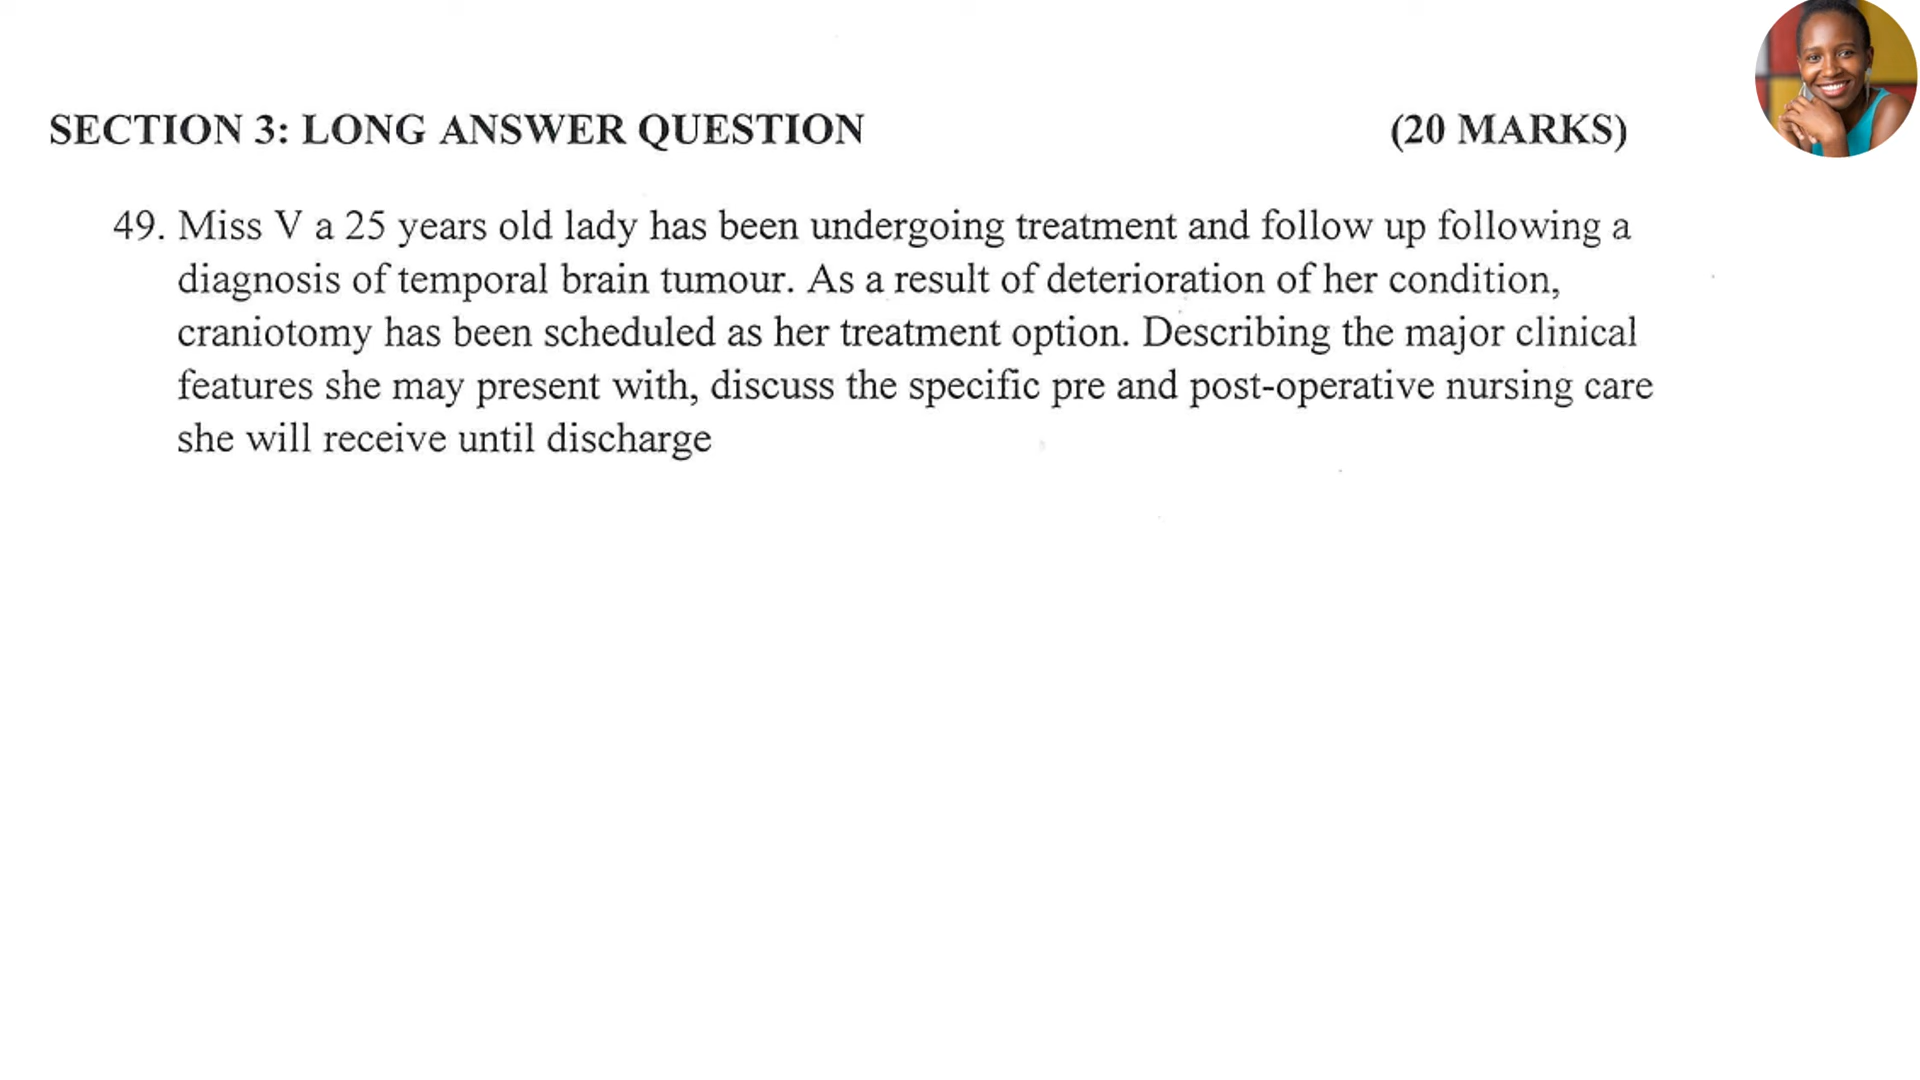 SECTION 3: LONG ANSWER QUESTION (20 MARKS)
49. Miss V a 25 years old lady has been undergoing treatment and follow up following a
diagnosis of temporal brain tumour. As a result of deterioration of her condition,
craniotomy has been scheduled as her treatment option. Describing the major clinical
features she may present with, discuss the specific pre and post-operative nursing care
she will receive until discharge